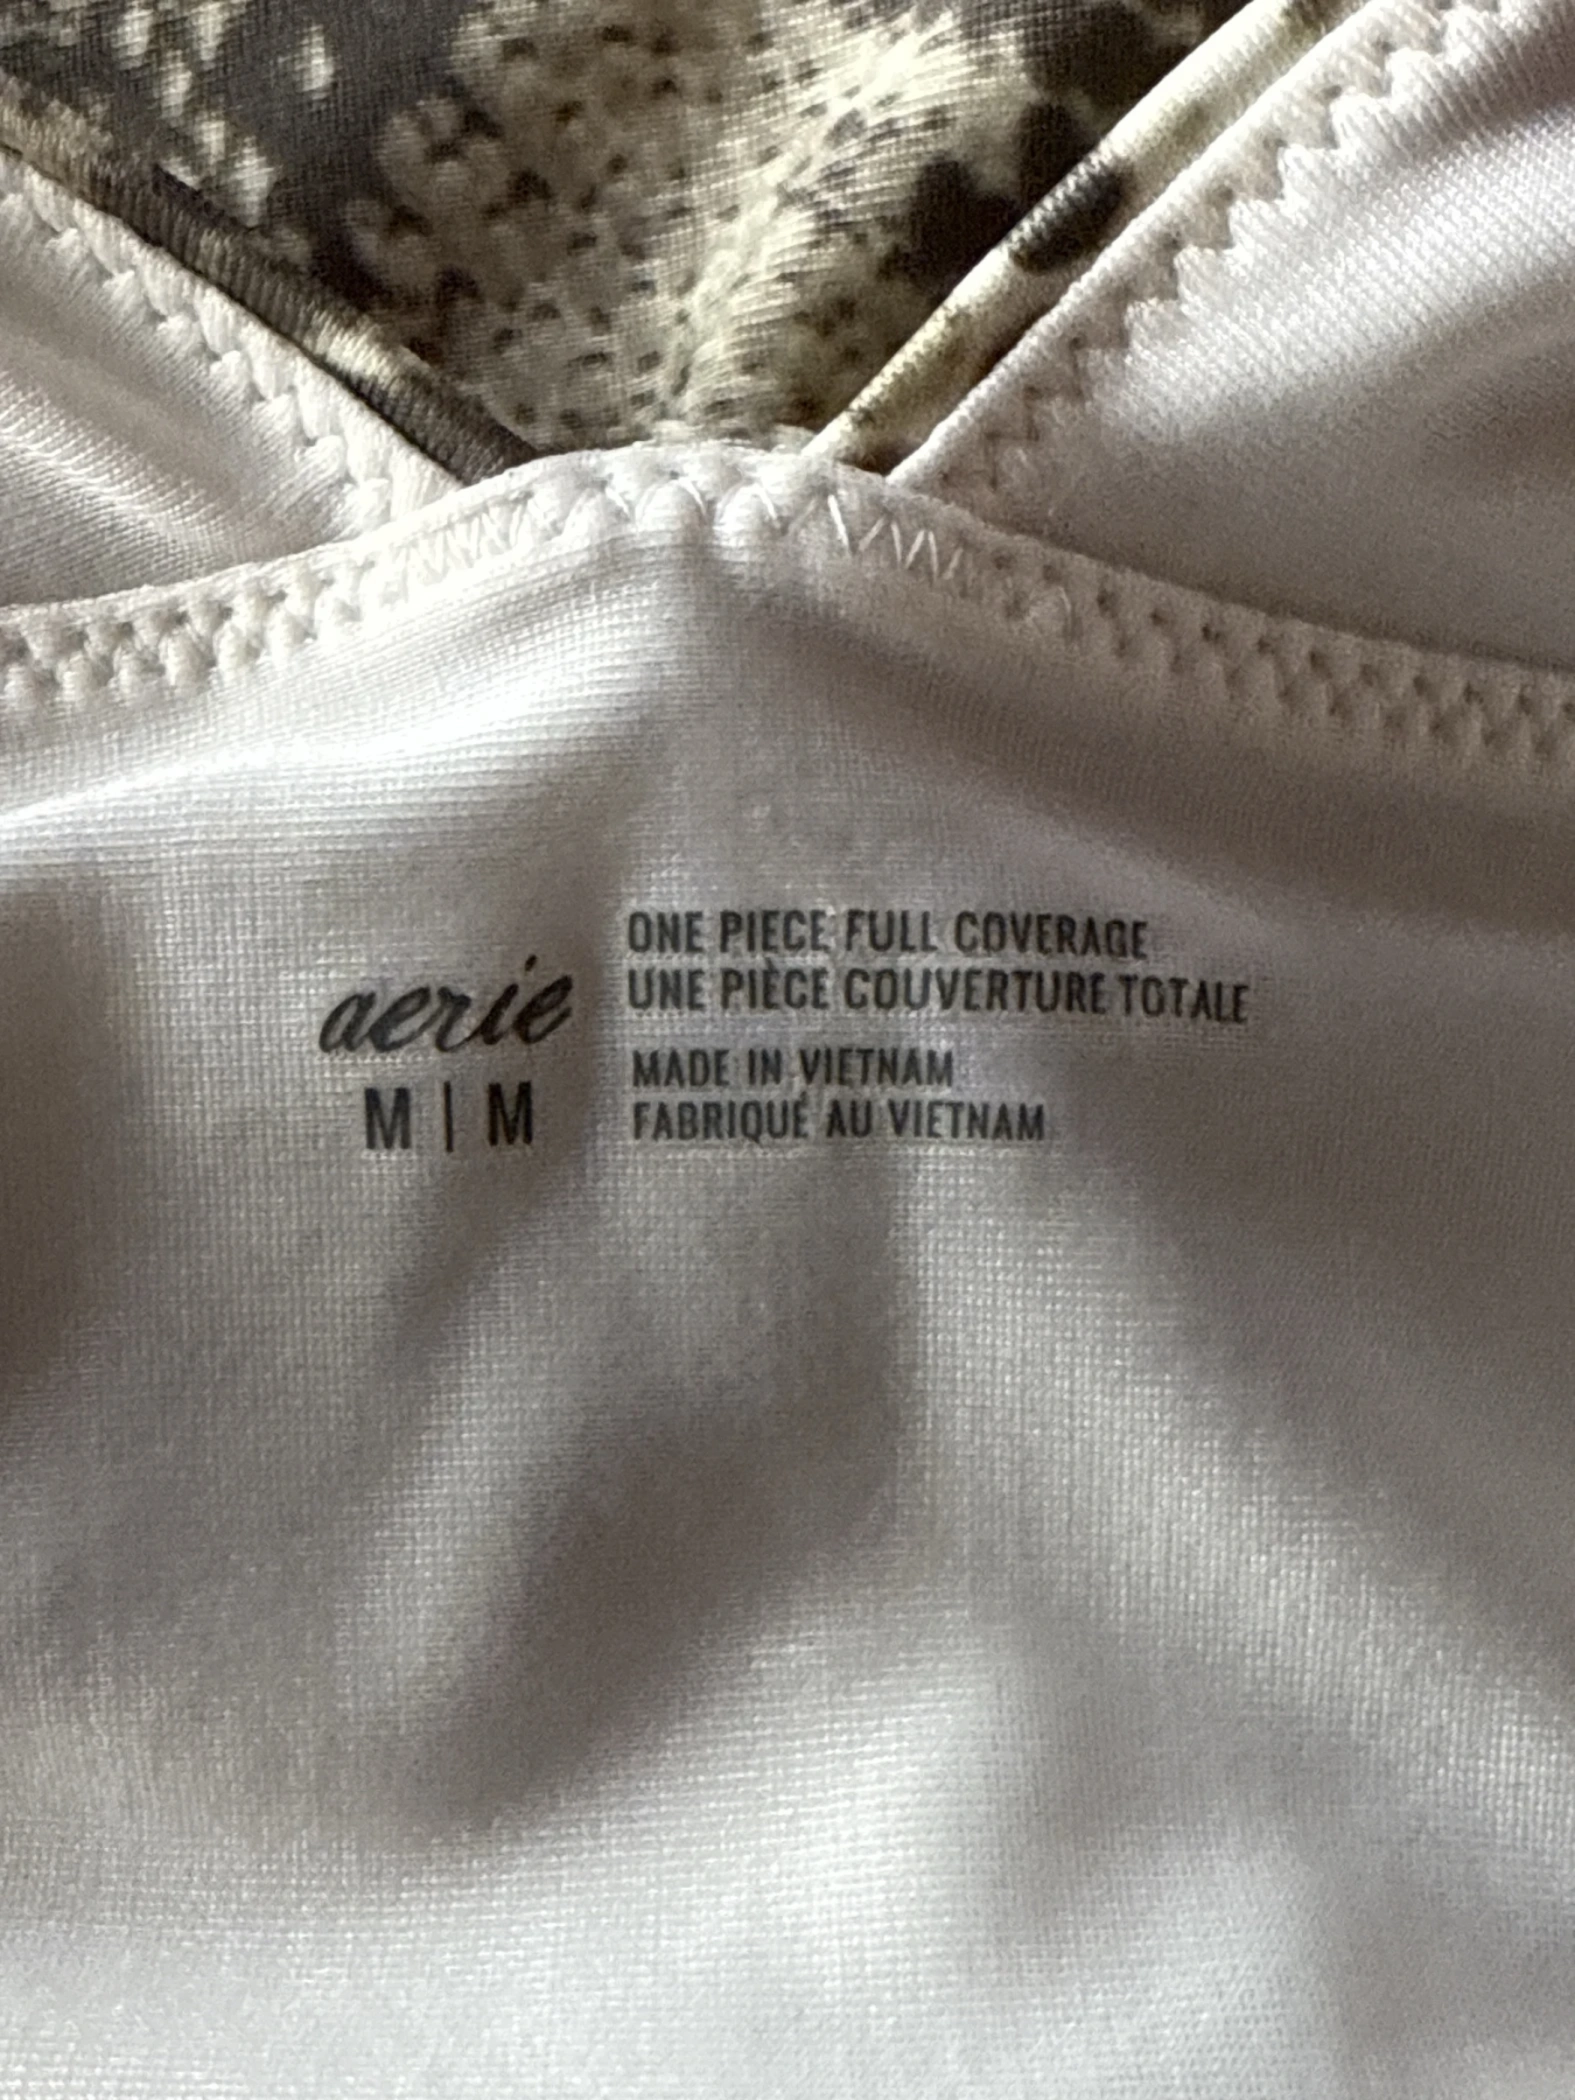 aerie
M | M
ONE PIECE FULL COVERAGE
UNE PIÈCE COUVERTURE TOTALE
MADE IN VIETNAM
FABRIQUÉ AU VIETNAM